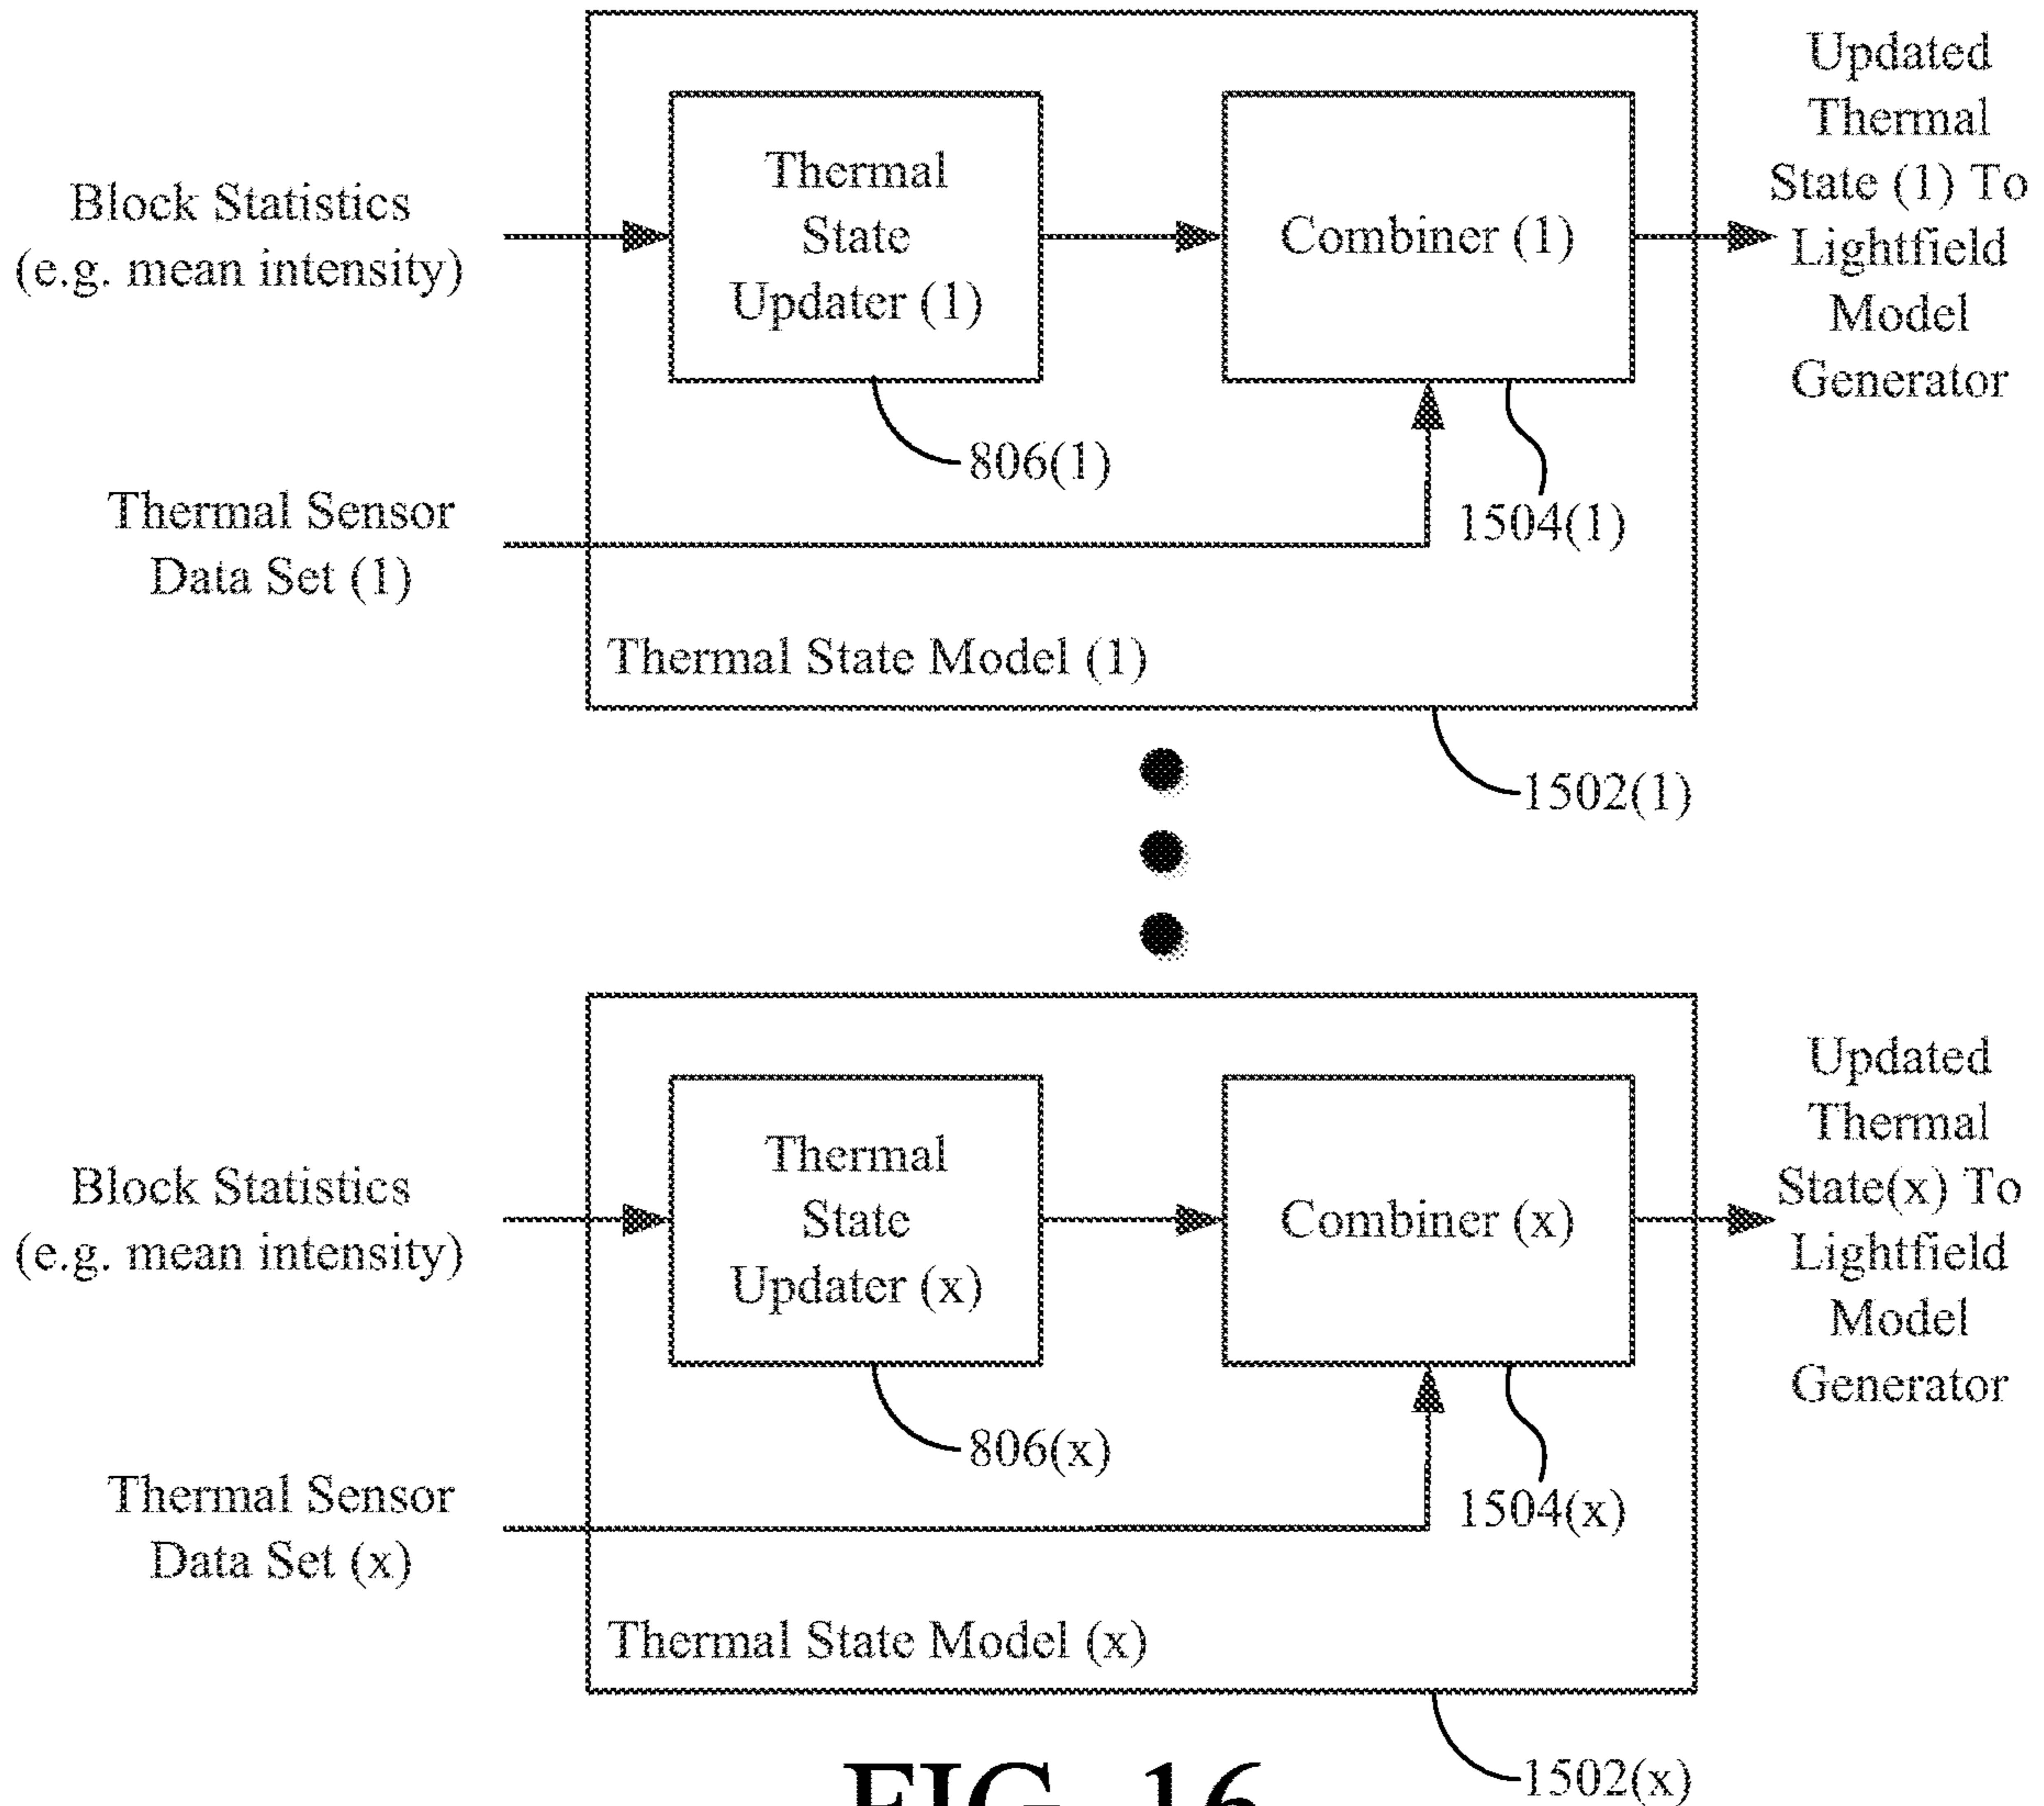 Block Statistics
(e.g. mean intensity)
Thermal
State
Updater (1)
Combiner (1)
Updated
Thermal
State (1) To
Lightfield
Model
Generator
806(1)
1504(1)
Thermal Sensor
Data Set (1)
Thermal State Model (1)
1502(1)
Block Statistics
(e.g. mean intensity)
Thermal
State
Updater (x)
Combiner (x)
Updated
Thermal
State(x) To
Lightfield
Model
Generator
806(x)
1504(x)
Thermal Sensor
Data Set (x)
Thermal State Model (x)
1502(x)
FIG. 16